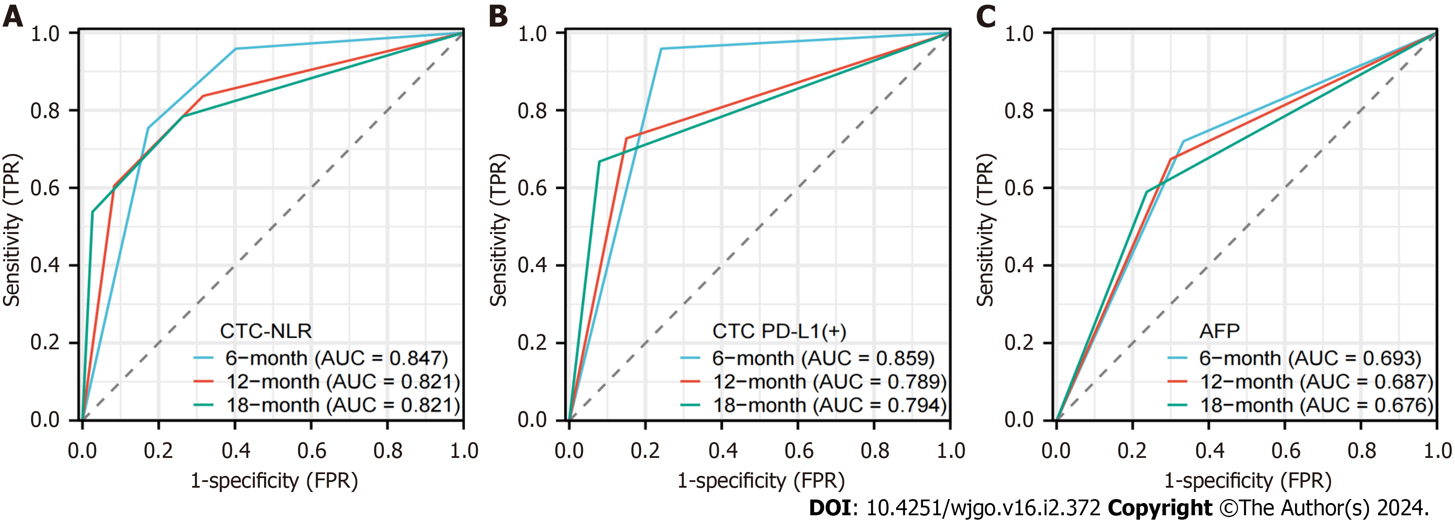 A
Sensitivity (TPR)
1.0
0.8
0.6
0.4
0.2
0.0
CTC-NLR
6-month (AUC = 0.847)
12-month (AUC = 0.821)
18-month (AUC = 0.821)
0.0 0.2 0.4 0.6 0.8 1.0
1-specificity (FPR)
B
Sensitivity (TPR)
1.0
0.8
0.6
0.4
0.2
0.0
CTC PD-L1(+)
6-month (AUC = 0.859)
12-month (AUC = 0.789)
18-month (AUC = 0.794)
0.0 0.2 0.4 0.6 0.8 1.0
1-specificity (FPR)
C
Sensitivity (TPR)
1.0
0.8
0.6
0.4
0.2
0.0
AFP
6-month (AUC = 0.693)
12-month (AUC = 0.687)
18-month (AUC = 0.676)
0.0 0.2 0.4 0.6 0.8 1.0
1-specificity (FPR)
DOI: 10.4251/wjgo.v16.i2.372 Copyright ©The Author(s) 2024.